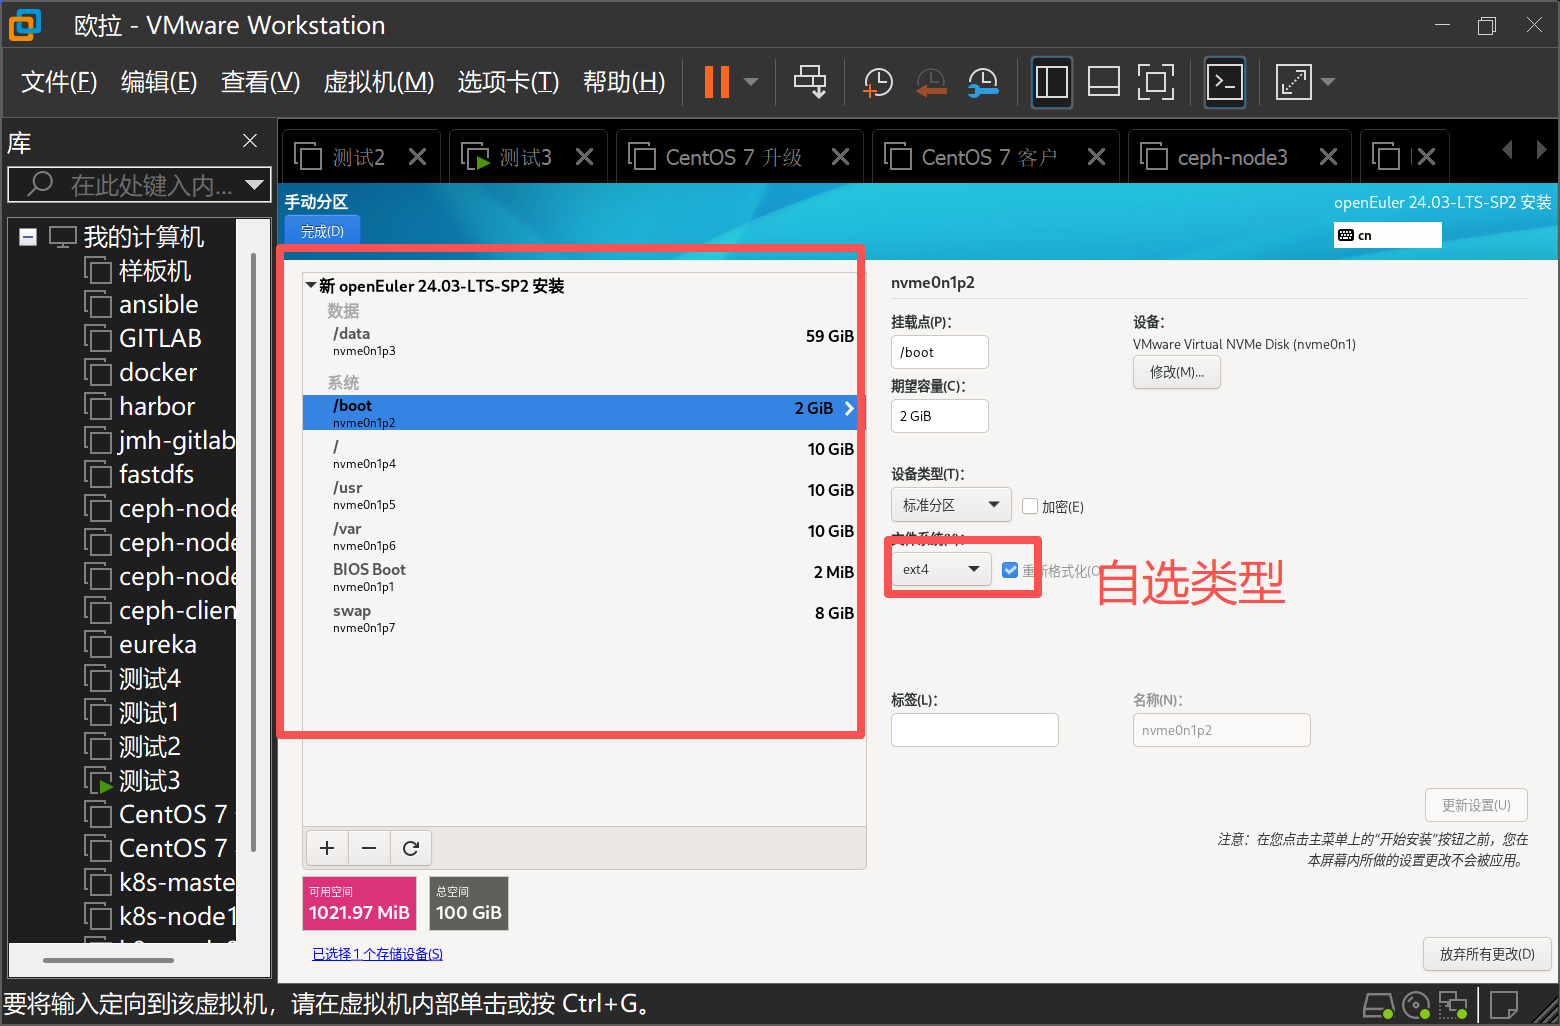 欧拉 - VMware Workstation
文件(F) 编辑(E) 查看(V) 虚拟机(M) 选项卡(T) 帮助(H)
库
在此处键入内...
我的计算机
样板机
ansible
GITLAB
docker
harbor
jmh-gitlab
fastdfs
ceph-node
ceph-node
ceph-node
ceph-clien
eureka
测试4
测试1
测试2
测试3
CentOS 7
CentOS 7
k8s-maste
k8s-node1
测试2 测试3 CentOS 7 升级 CentOS 7 客户 ceph-node3
手动分区
完成(D)
openEuler 24.03-LTS-SP2 安装
cn
新 openEuler 24.03-LTS-SP2 安装
数据
/data 59 GiB
nvme0n1p3
系统
/boot 2 GiB
nvme0n1p2
/ 10 GiB
nvme0n1p4
/usr 10 GiB
nvme0n1p5
/var 10 GiB
nvme0n1p6
BIOS Boot 2 MiB
nvme0n1p1
swap 8 GiB
nvme0n1p7
可用空间
1021.97 MiB
总空间
100 GiB
已选择 1 个存储设备(S)
nvme0n1p2
挂载点(P)：
/boot
期望容量(C)：
2 GiB
设备：
VMware Virtual NVMe Disk (nvme0n1)
修改(M)...
设备类型(T)：
标准分区
加密(E)
文件系统(Y)：
ext4
重新格式化(O
自选类型
标签(L)：
名称(N)：
nvme0n1p2
更新设置(U)
注意：在您点击主菜单上的“开始安装”按钮之前，您在
本屏幕内所做的设置更改不会被应用。
放弃所有更改(D)
要将输入定向到该虚拟机，请在虚拟机内部单击或按 Ctrl+G。